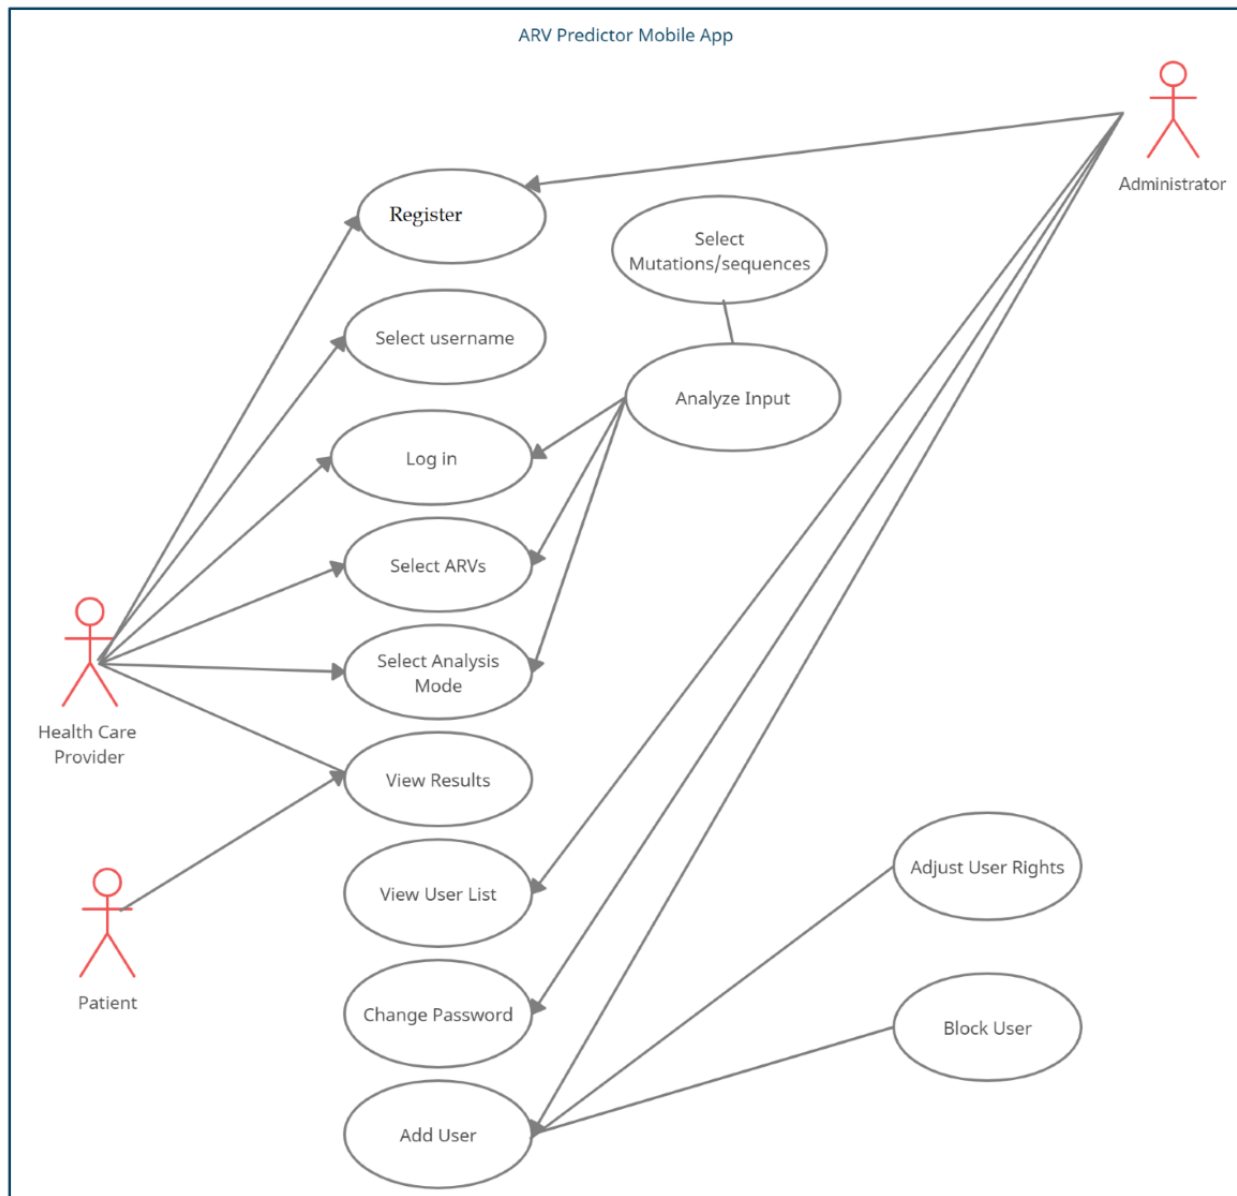 ARV Predictor Mobile App
Administrator
Register
Select
Mutations/sequences
Select username
Analyze Input
Log in
Select ARVs
Select Analysis
Mode
Health Care
Provider
View Results
Adjust User Rights
View User List
Patient
Change Password
Block User
Add User